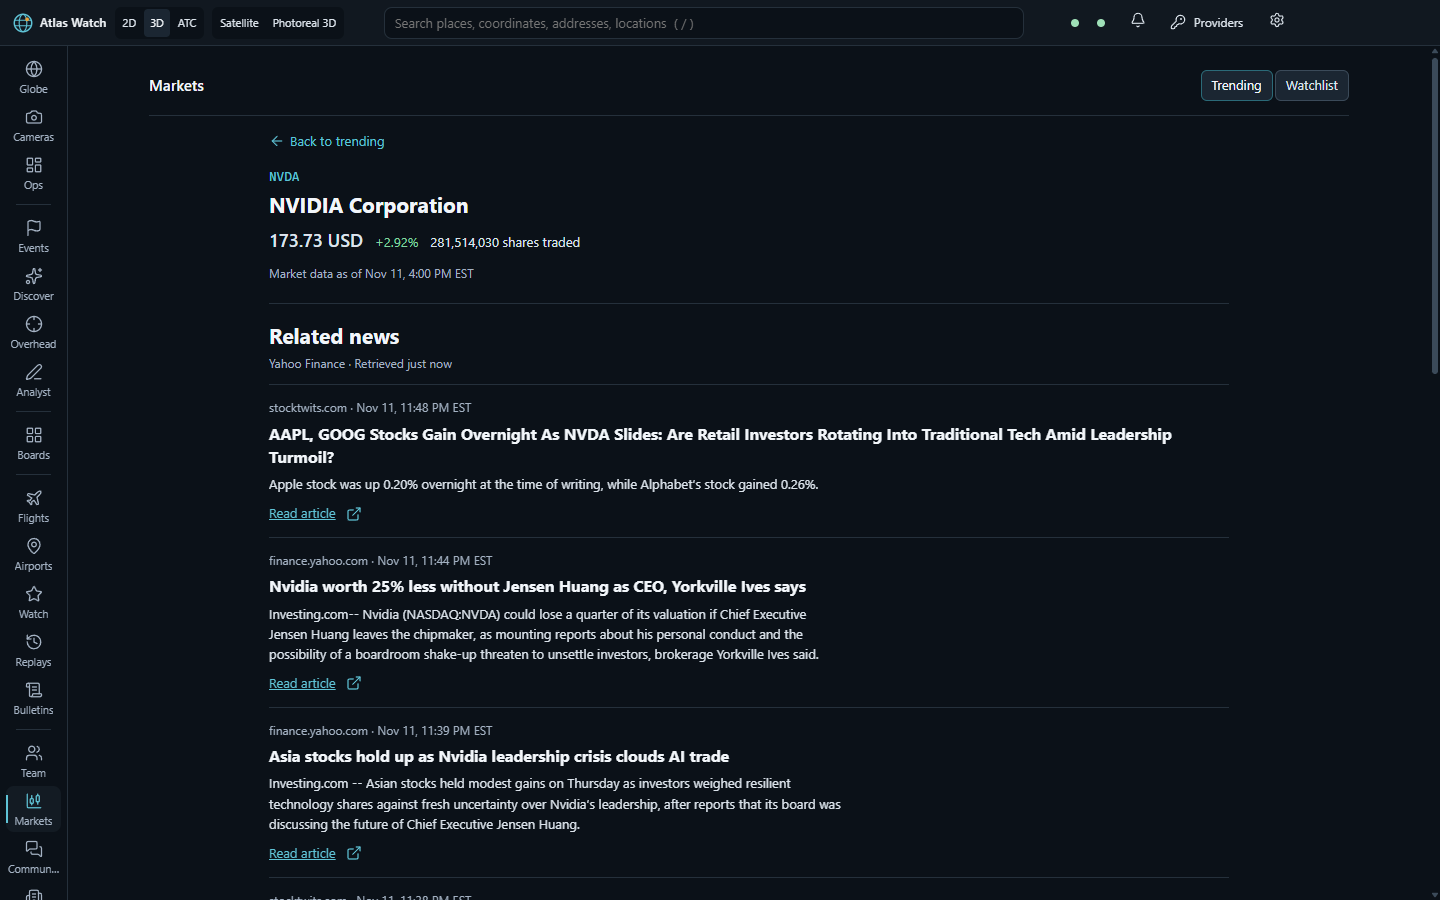 Atlas Watch
2D 3D ATC
Satellite Photoreal 3D
Search places, coordinates, addresses, locations ( / )
Providers
Globe
Cameras
Ops
Events
Discover
Overhead
Analyst
Boards
Flights
Airports
Watch
Replays
Bulletins
Team
Markets
Commun...
Markets
Trending
Watchlist
Back to trending
NVDA
NVIDIA Corporation
173.73 USD +2.92% 281,514,030 shares traded
Market data as of Nov 11, 4:00 PM EST
Related news
Yahoo Finance · Retrieved just now
stocktwits.com · Nov 11, 11:48 PM EST
AAPL, GOOG Stocks Gain Overnight As NVDA Slides: Are Retail Investors Rotating Into Traditional Tech Amid Leadership
Turmoil?
Apple stock was up 0.20% overnight at the time of writing, while Alphabet's stock gained 0.26%.
Read article
finance.yahoo.com · Nov 11, 11:44 PM EST
Nvidia worth 25% less without Jensen Huang as CEO, Yorkville Ives says
Investing.com-- Nvidia (NASDAQ:NVDA) could lose a quarter of its valuation if Chief Executive
Jensen Huang leaves the chipmaker, as mounting reports about his personal conduct and the
possibility of a boardroom shake-up threaten to unsettle investors, brokerage Yorkville Ives said.
Read article
finance.yahoo.com · Nov 11, 11:39 PM EST
Asia stocks hold up as Nvidia leadership crisis clouds AI trade
Investing.com -- Asian stocks held modest gains on Thursday as investors weighed resilient
technology shares against fresh uncertainty over Nvidia's leadership, after reports that its board was
discussing the future of Chief Executive Jensen Huang.
Read article
stocktwits.com · Nov 11, 11:38 PM EST